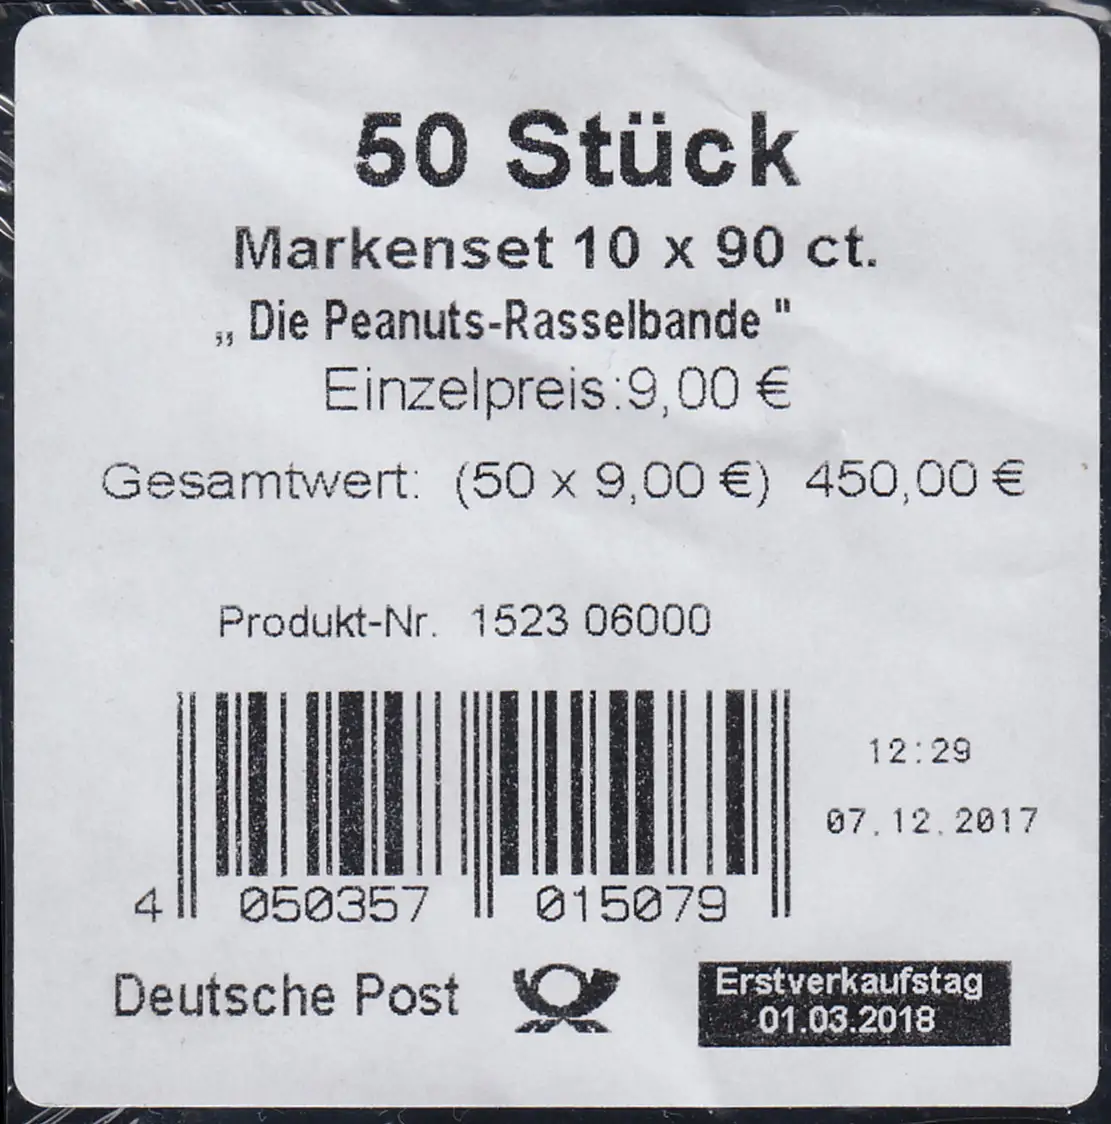 50 Stück
Markenset 10 x 90 ct.
„ Die Peanuts-Rasselbande "
Einzelpreis:9,00 €
Gesamtwert: (50 x 9,00 €) 450,00 €
Produkt-Nr. 1523 06000
12:29
07.12.2017
4 050357 015079
Deutsche Post
Erstverkaufstag
01.03.2018